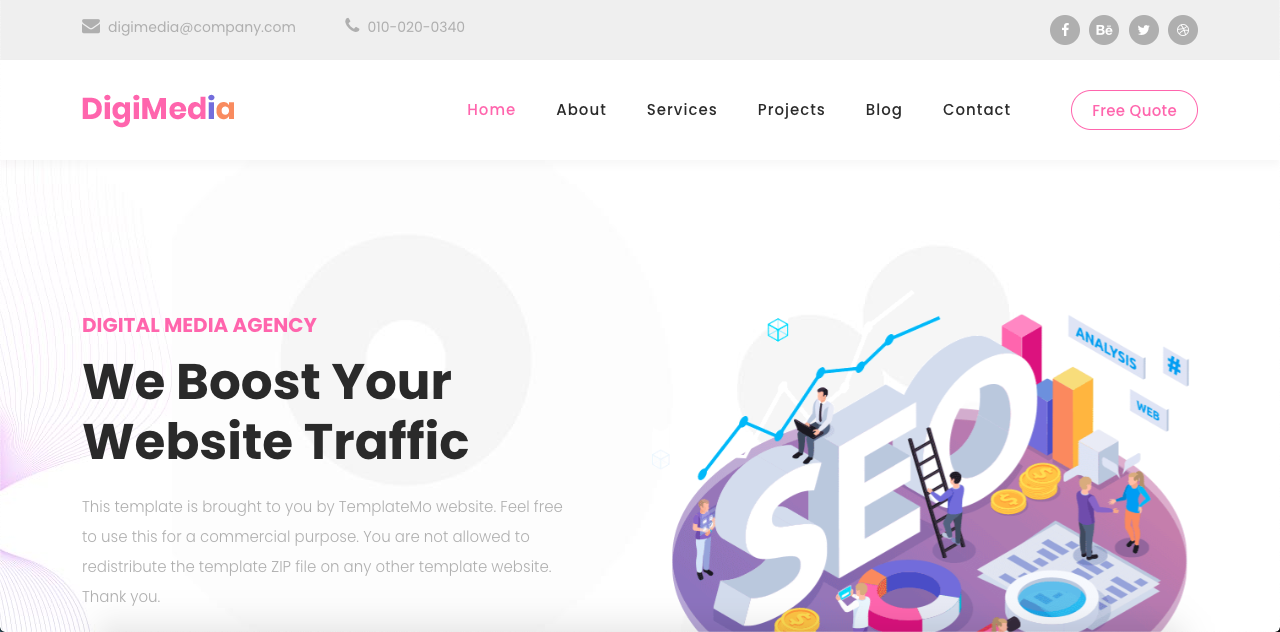 digimedia@company.com 010-020-0340
DigiMedia Home About Services Projects Blog Contact Free Quote
DIGITAL MEDIA AGENCY
We Boost Your
Website Traffic
This template is brought to you by TemplateMo website. Feel free
to use this for a commercial purpose. You are not allowed to
redistribute the template ZIP file on any other template website.
Thank you.
ANALYSIS
#
WEB
SEO